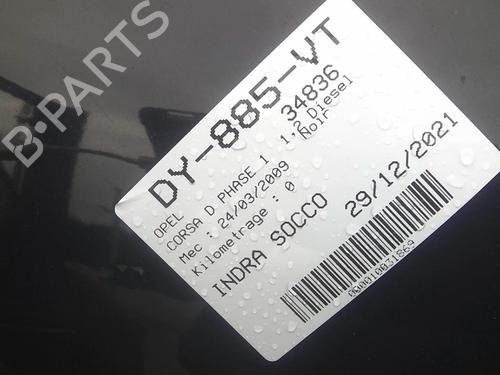 B-PARTS
DY-885-VT
34836
OPEL
CORSA D PHASE 1 1,2 Diesel
Mec : 24/03/2009 Noir
Kilometrage : 0
INDRA SOCCO 29/12/2021
0000010031869